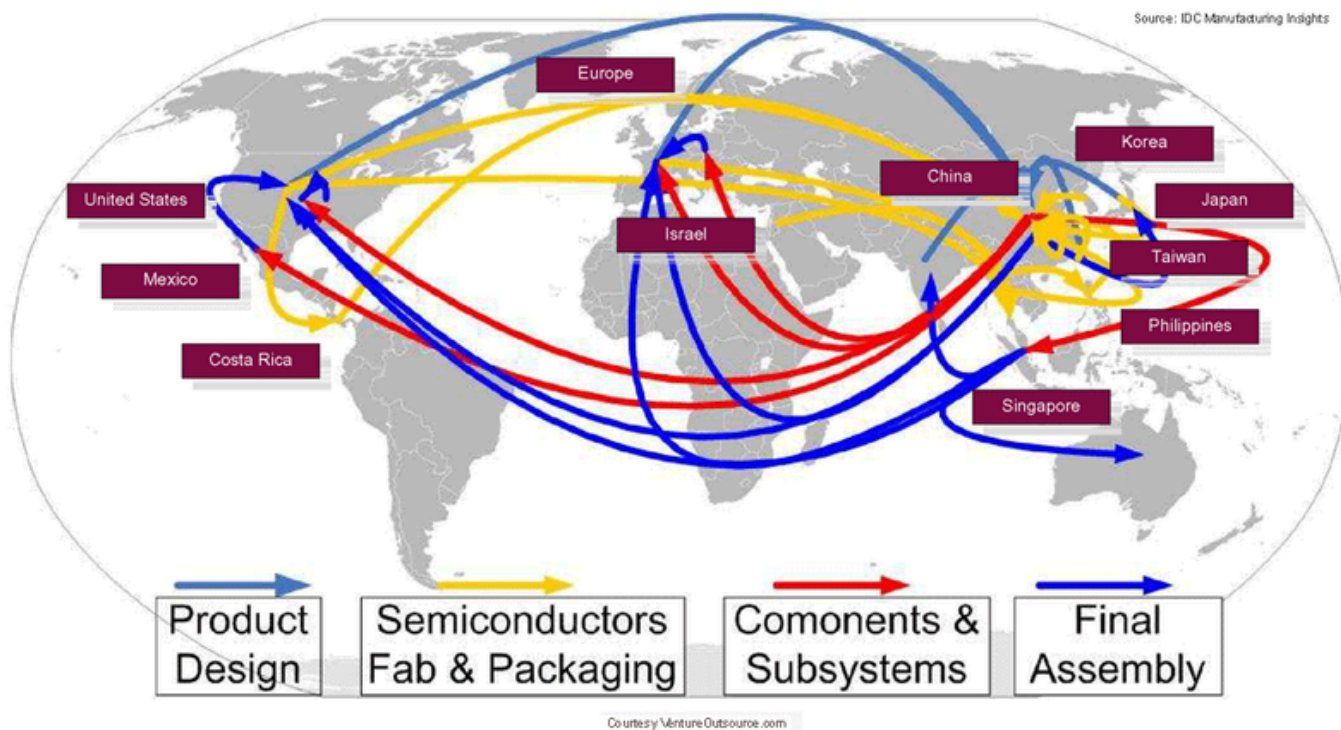 Source: IDC Manufacturing Insights
Europe
Korea
China
United States
Japan
Israel
Taiwan
Mexico
Philippines
Costa Rica
Singapore
Product
Design
Semiconductors
Fab & Packaging
Comonents &
Subsystems
Final
Assembly
Courtesy VentureOutsource.com